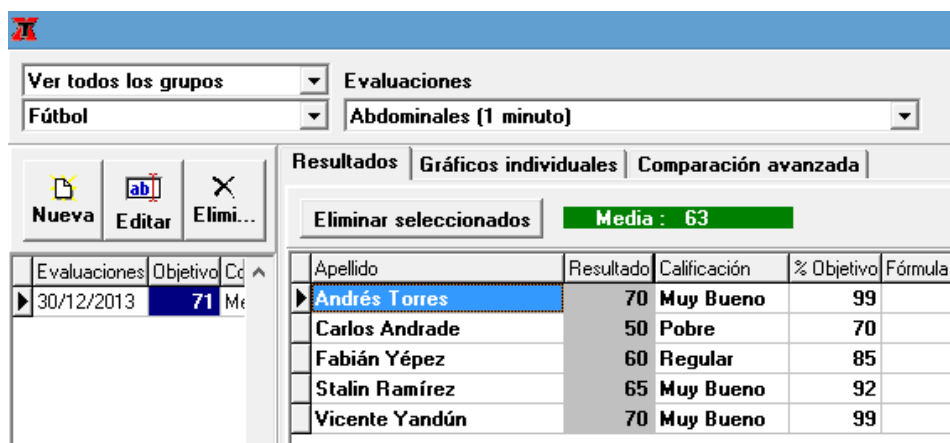 Ver todos los grupos
Evaluaciones
Fútbol
Abdominales (1 minuto)
Nueva
Editar
Elimi...
Resultados
Gráficos individuales
Comparación avanzada
Eliminar seleccionados
Media : 63
Evaluaciones Objetivo Co
30/12/2013 71 Me
Apellido Resultado Calificación % Objetivo Fórmula
Andrés Torres 70 Muy Bueno 99
Carlos Andrade 50 Pobre 70
Fabián Yépez 60 Regular 85
Stalin Ramírez 65 Muy Bueno 92
Vicente Yandún 70 Muy Bueno 99